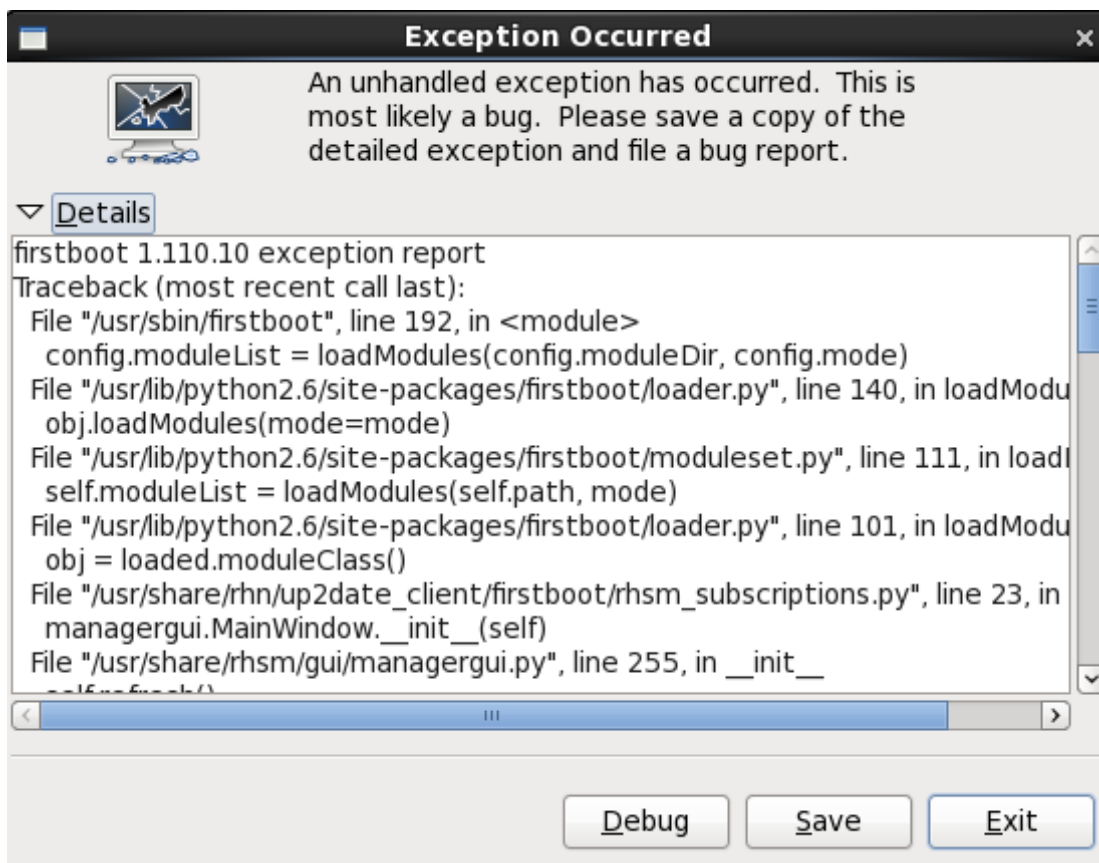 Exception Occurred
An unhandled exception has occurred.  This is
most likely a bug.  Please save a copy of the
detailed exception and file a bug report.
Details
firstboot 1.110.10 exception report
Traceback (most recent call last):
File "/usr/sbin/firstboot", line 192, in <module>
config.moduleList = loadModules(config.moduleDir, config.mode)
File "/usr/lib/python2.6/site-packages/firstboot/loader.py", line 140, in loadModu
obj.loadModules(mode=mode)
File "/usr/lib/python2.6/site-packages/firstboot/moduleset.py", line 111, in load
self.moduleList = loadModules(self.path, mode)
File "/usr/lib/python2.6/site-packages/firstboot/loader.py", line 101, in loadModu
obj = loaded.moduleClass()
File "/usr/share/rhn/up2date_client/firstboot/rhsm_subscriptions.py", line 23, in
managergui.MainWindow.__init__(self)
File "/usr/share/rhsm/gui/managergui.py", line 255, in __init__
self.refresh()
Debug
Save
Exit